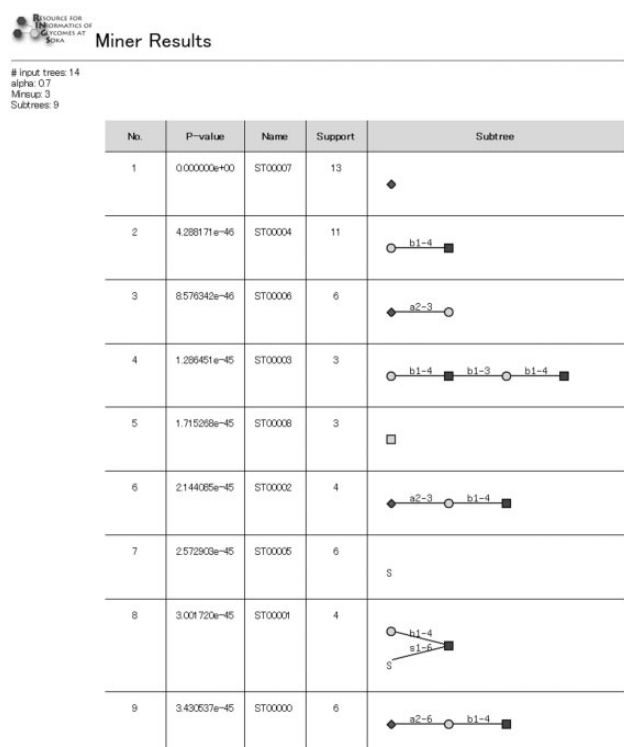 RESOURCE FOR
INFORMATICS OF
GLYCOMES AT
SOKA
Miner Results
# input trees: 14
alpha: 0.7
Minsup: 3
Subtrees: 9
No. P-value Name Support Subtree
1 0.000000e+00 ST00007 13
2 4.288171e-46 ST00004 11 b1-4
3 8.576342e-46 ST00006 6 a2-3
4 1.286451e-45 ST00003 3 b1-4 b1-3 b1-4
5 1.715268e-45 ST00008 3
6 2.144085e-45 ST00002 4 a2-3 b1-4
7 2.572903e-45 ST00005 6 S
8 3.001720e-45 ST00001 4 b1-4
s1-6
S
9 3.430537e-45 ST00000 6 a2-6 b1-4